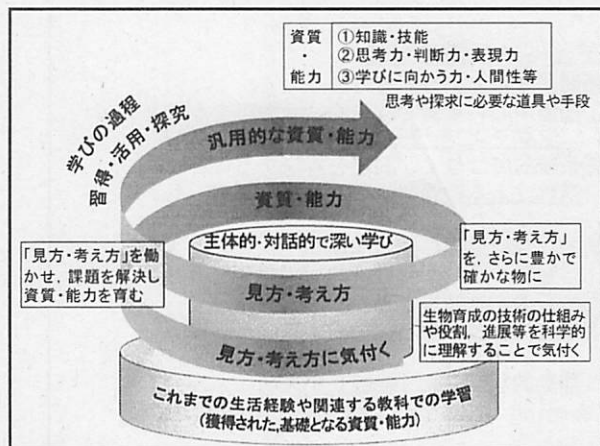 資質・能力
①知識・技能
②思考力・判断力・表現力
③学びに向かう力・人間性等
思考や探求に必要な道具や手段
学びの過程
習得・活用・探究
汎用的な資質・能力
資質・能力
主体的・対話的で深い学び
「見方・考え方」を働
かせ，課題を解決し
資質・能力を育む
「見方・考え方」
を，さらに豊かで
確かな物に
見方・考え方
生物育成の技術の仕組み
や役割，進展等を科学的
に理解することで気付く
見方・考え方に気付く
これまでの生活経験や関連する教科での学習
(獲得された，基礎となる資質・能力)